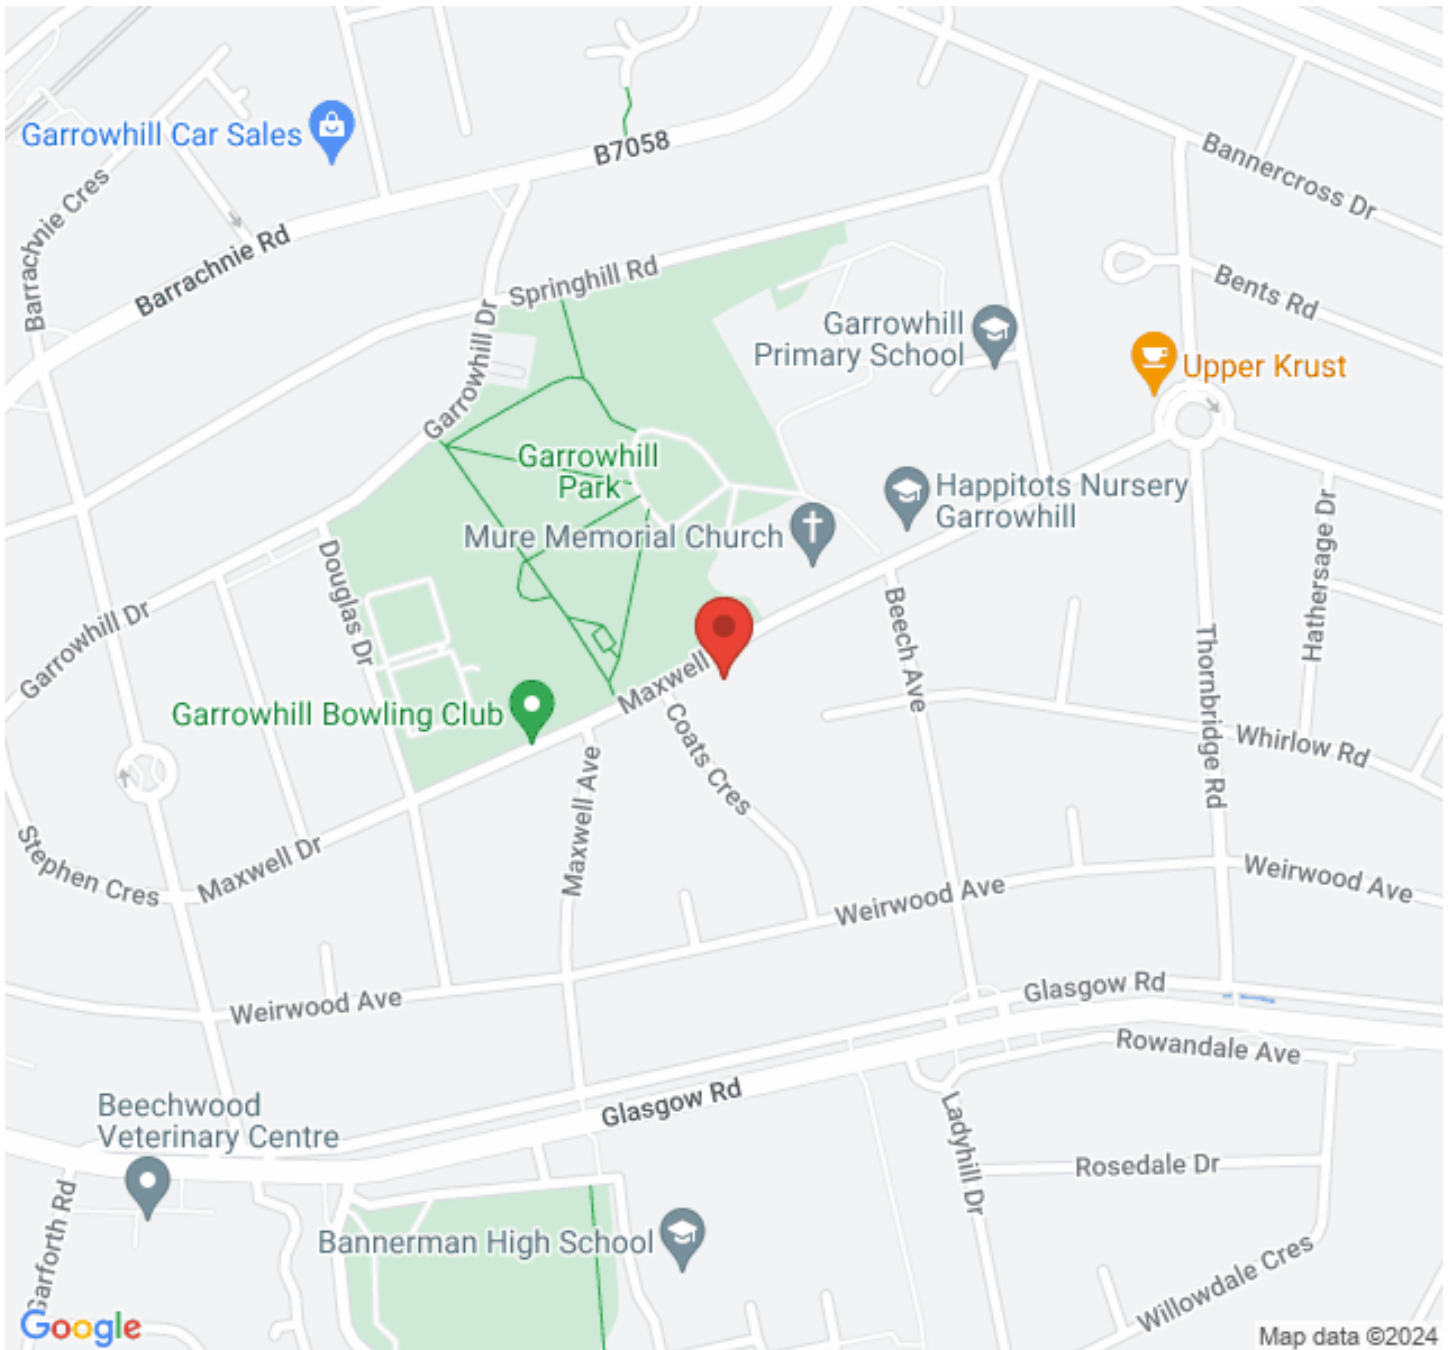 B7058
Garrowhill Car Sales
Bannercross Dr
Barrachnie Cres
Barrachnie Rd
Springhill Rd
Bents Rd
Garrowhill
Primary School
Garrowhill Dr
Upper Krust
Garrowhill
Park
Happitots Nursery
Garrowhill
Mure Memorial Church
Hathersage Dr
Douglas Dr
Garrowhill Dr
Beech Ave
Thornbridge Rd
Maxwell
Garrowhill Bowling Club
Coats Cres
Whirlow Rd
Maxwell Ave
Stephen Cres
Maxwell Dr
Weirwood Ave
Weirwood Ave
Weirwood Ave
Glasgow Rd
Rowandale Ave
Glasgow Rd
Beechwood
Veterinary Centre
Ladyhill Dr
Rosedale Dr
Garforth Rd
Bannerman High School
Willowdale Cres
Google
Map data ©2024